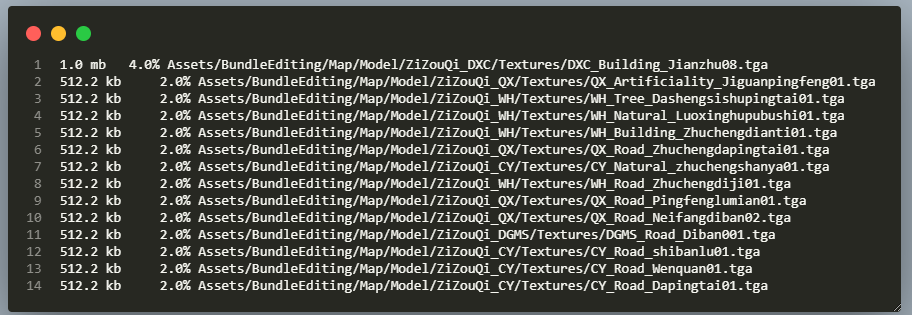 1 1.0 mb 4.0% Assets/BundleEditing/Map/Model/ZiZouQi_DXC/Textures/DXC_Building_Jianzhu08.tga
2 512.2 kb 2.0% Assets/BundleEditing/Map/Model/ZiZouQi_QX/Textures/QX_Artificiality_Jiguanpingfeng01.tga
3 512.2 kb 2.0% Assets/BundleEditing/Map/Model/ZiZouQi_WH/Textures/WH_Tree_Dashengsishupingtai01.tga
4 512.2 kb 2.0% Assets/BundleEditing/Map/Model/ZiZouQi_WH/Textures/WH_Natural_Luoxinghupubushi01.tga
5 512.2 kb 2.0% Assets/BundleEditing/Map/Model/ZiZouQi_WH/Textures/WH_Building_Zhuchengdianti01.tga
6 512.2 kb 2.0% Assets/BundleEditing/Map/Model/ZiZouQi_QX/Textures/QX_Road_Zhuchengdapingtai01.tga
7 512.2 kb 2.0% Assets/BundleEditing/Map/Model/ZiZouQi_CY/Textures/CY_Natural_zhuchengshanya01.tga
8 512.2 kb 2.0% Assets/BundleEditing/Map/Model/ZiZouQi_WH/Textures/WH_Road_Zhuchengdiji01.tga
9 512.2 kb 2.0% Assets/BundleEditing/Map/Model/ZiZouQi_QX/Textures/QX_Road_Pingfenglumian01.tga
10 512.2 kb 2.0% Assets/BundleEditing/Map/Model/ZiZouQi_QX/Textures/QX_Road_Neifangdiban02.tga
11 512.2 kb 2.0% Assets/BundleEditing/Map/Model/ZiZouQi_DGMS/Textures/DGMS_Road_Diban001.tga
12 512.2 kb 2.0% Assets/BundleEditing/Map/Model/ZiZouQi_CY/Textures/CY_Road_shibanlu01.tga
13 512.2 kb 2.0% Assets/BundleEditing/Map/Model/ZiZouQi_CY/Textures/CY_Road_Wenquan01.tga
14 512.2 kb 2.0% Assets/BundleEditing/Map/Model/ZiZouQi_CY/Textures/CY_Road_Dapingtai01.tga